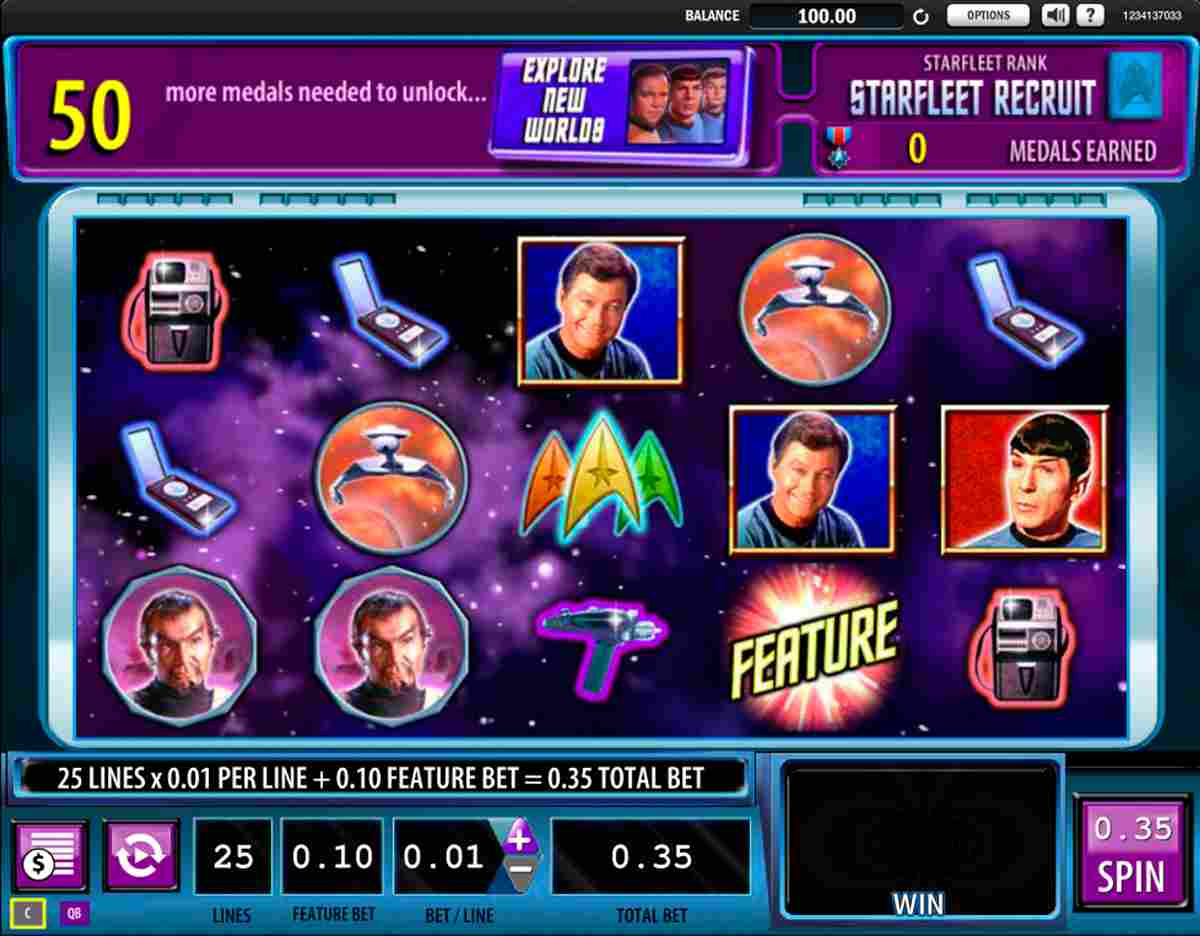 BALANCE 100.00 OPTIONS ? 1234137033
50 more medals needed to unlock...
EXPLORE
NEW
WORLDS
STARFLEET RANK
STARFLEET RECRUIT
0 MEDALS EARNED
FEATURE
25 LINES x 0.01 PER LINE + 0.10 FEATURE BET = 0.35 TOTAL BET
$ 25 0.10 0.01 + - 0.35
0.35
SPIN
C QB LINES FEATURE BET BET / LINE TOTAL BET
WIN